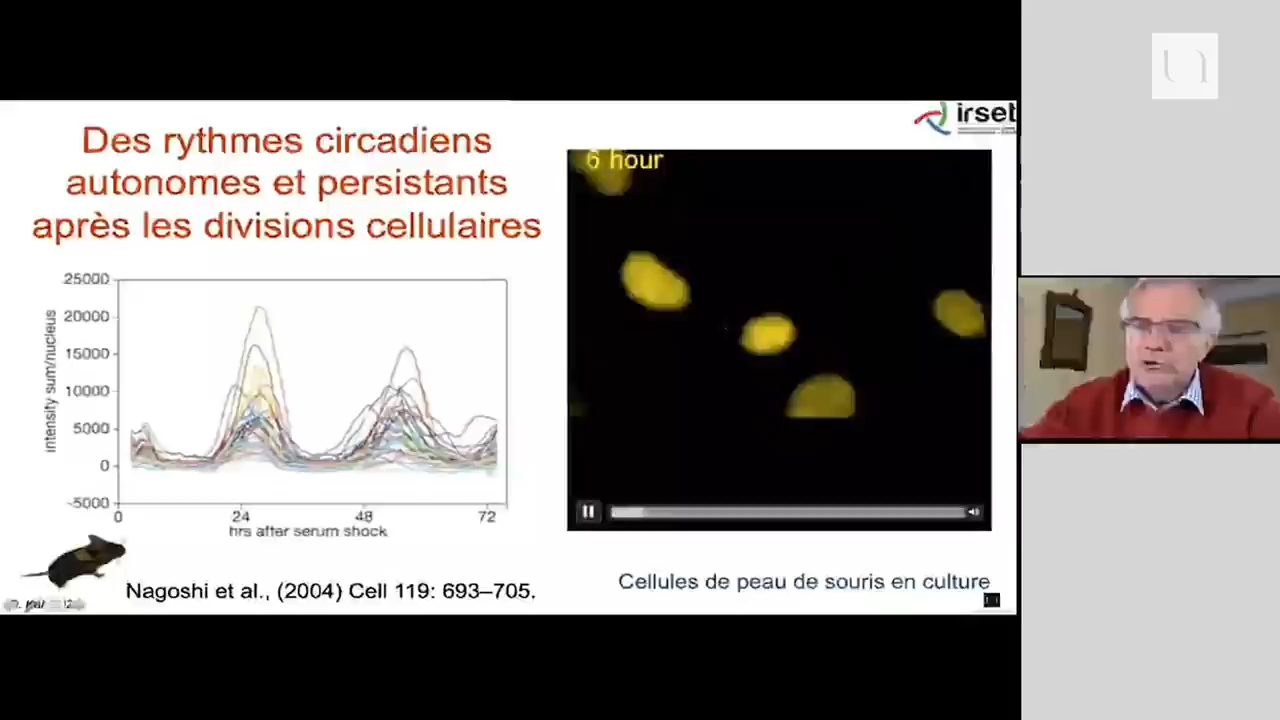 Des rythmes circadiens
autonomes et persistants
après les divisions cellulaires
irset
6 hour
25000
20000
15000
10000
5000
0
-5000
intensity sum/nucleus
0 24 48 72
hrs after serum shock
Nagoshi et al., (2004) Cell 119: 693–705.
Cellules de peau de souris en culture